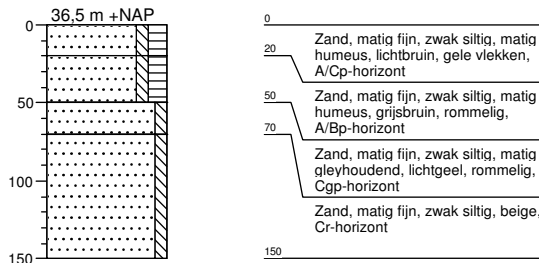 36,5 m +NAP
0
50
100
150
0
Zand, matig fijn, zwak siltig, matig
humeus, lichtbruin, gele vlekken,
A/Cp-horizont
20
Zand, matig fijn, zwak siltig, matig
humeus, grijsbruin, rommelig,
A/Bp-horizont
50
Zand, matig fijn, zwak siltig, matig
gleyhoudend, lichtgeel, rommelig,
Cgp-horizont
70
Zand, matig fijn, zwak siltig, beige,
Cr-horizont
150